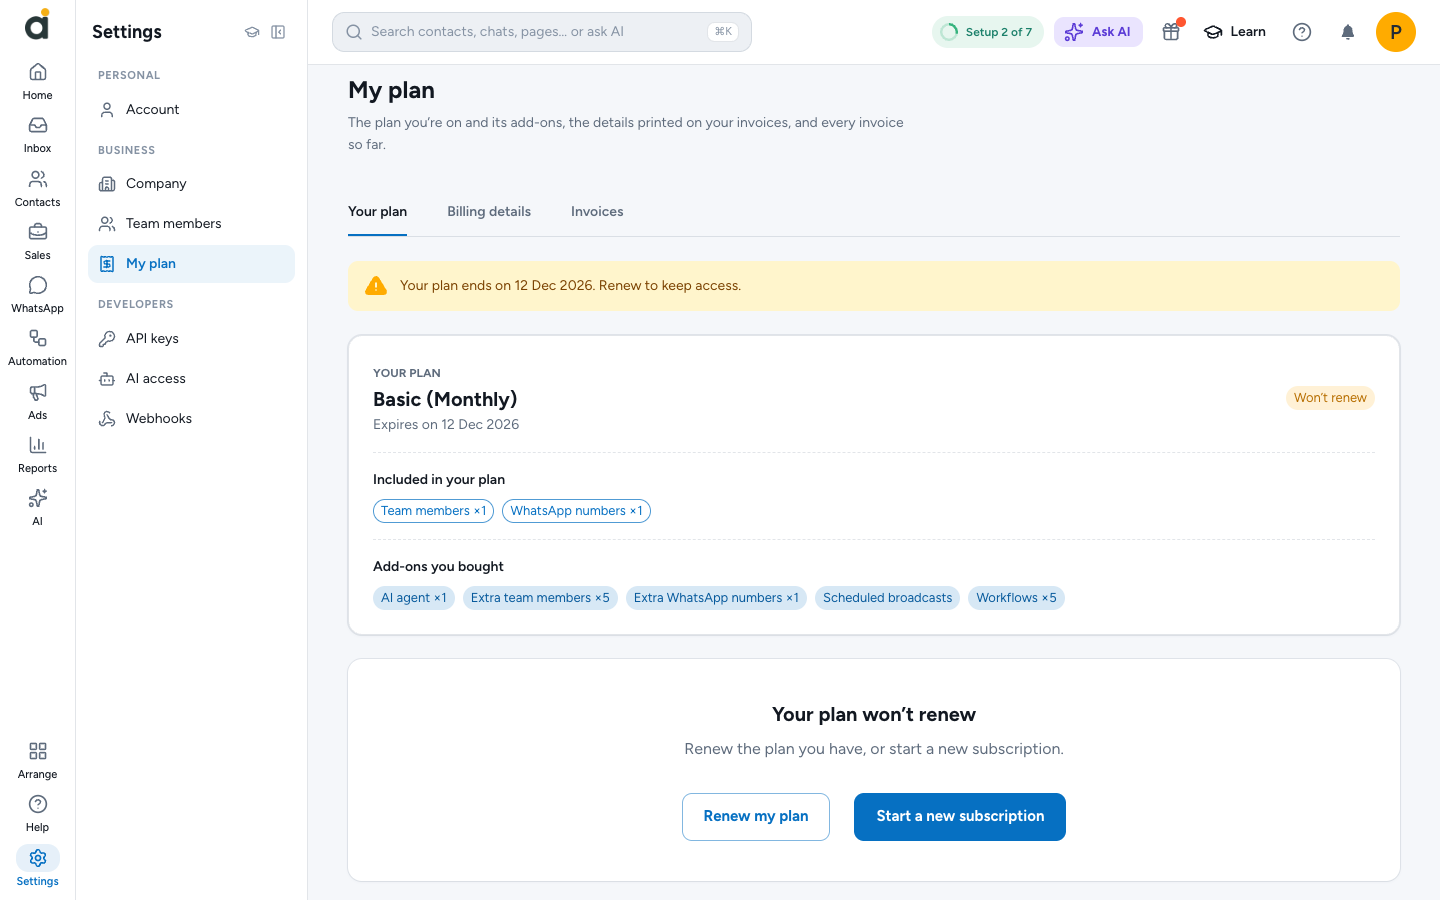 Settings
Search contacts, chats, pages... or ask AI
⌘K
Setup 2 of 7
Ask AI
Learn
P
Home
Inbox
Contacts
Sales
WhatsApp
Automation
Ads
Reports
AI
Arrange
Help
Settings
PERSONAL
Account
BUSINESS
Company
Team members
My plan
DEVELOPERS
API keys
AI access
Webhooks
My plan
The plan you're on and its add-ons, the details printed on your invoices, and every invoice
so far.
Your plan
Billing details
Invoices
Your plan ends on 12 Dec 2026. Renew to keep access.
YOUR PLAN
Basic (Monthly)
Won't renew
Expires on 12 Dec 2026
Included in your plan
Team members ×1
WhatsApp numbers ×1
Add-ons you bought
AI agent ×1
Extra team members ×5
Extra WhatsApp numbers ×1
Scheduled broadcasts
Workflows ×5
Your plan won't renew
Renew the plan you have, or start a new subscription.
Renew my plan
Start a new subscription